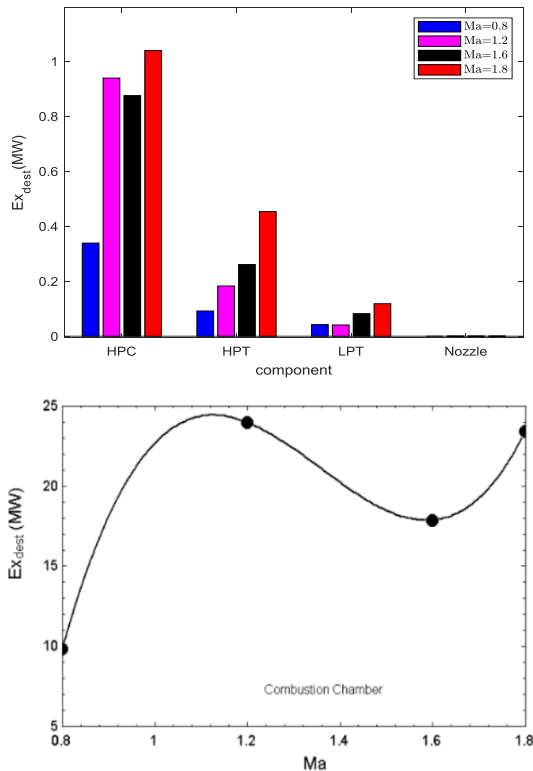 Ma=0.8
Ma=1.2
Ma=1.6
Ma=1.8
1
0.8
0.6
0.4
0.2
0
Ex_dest(MW)
HPC HPT LPT Nozzle
component
25
20
15
10
5
Ex_dest (MW)
Combustion Chamber
0.8 1 1.2 1.4 1.6 1.8
Ma